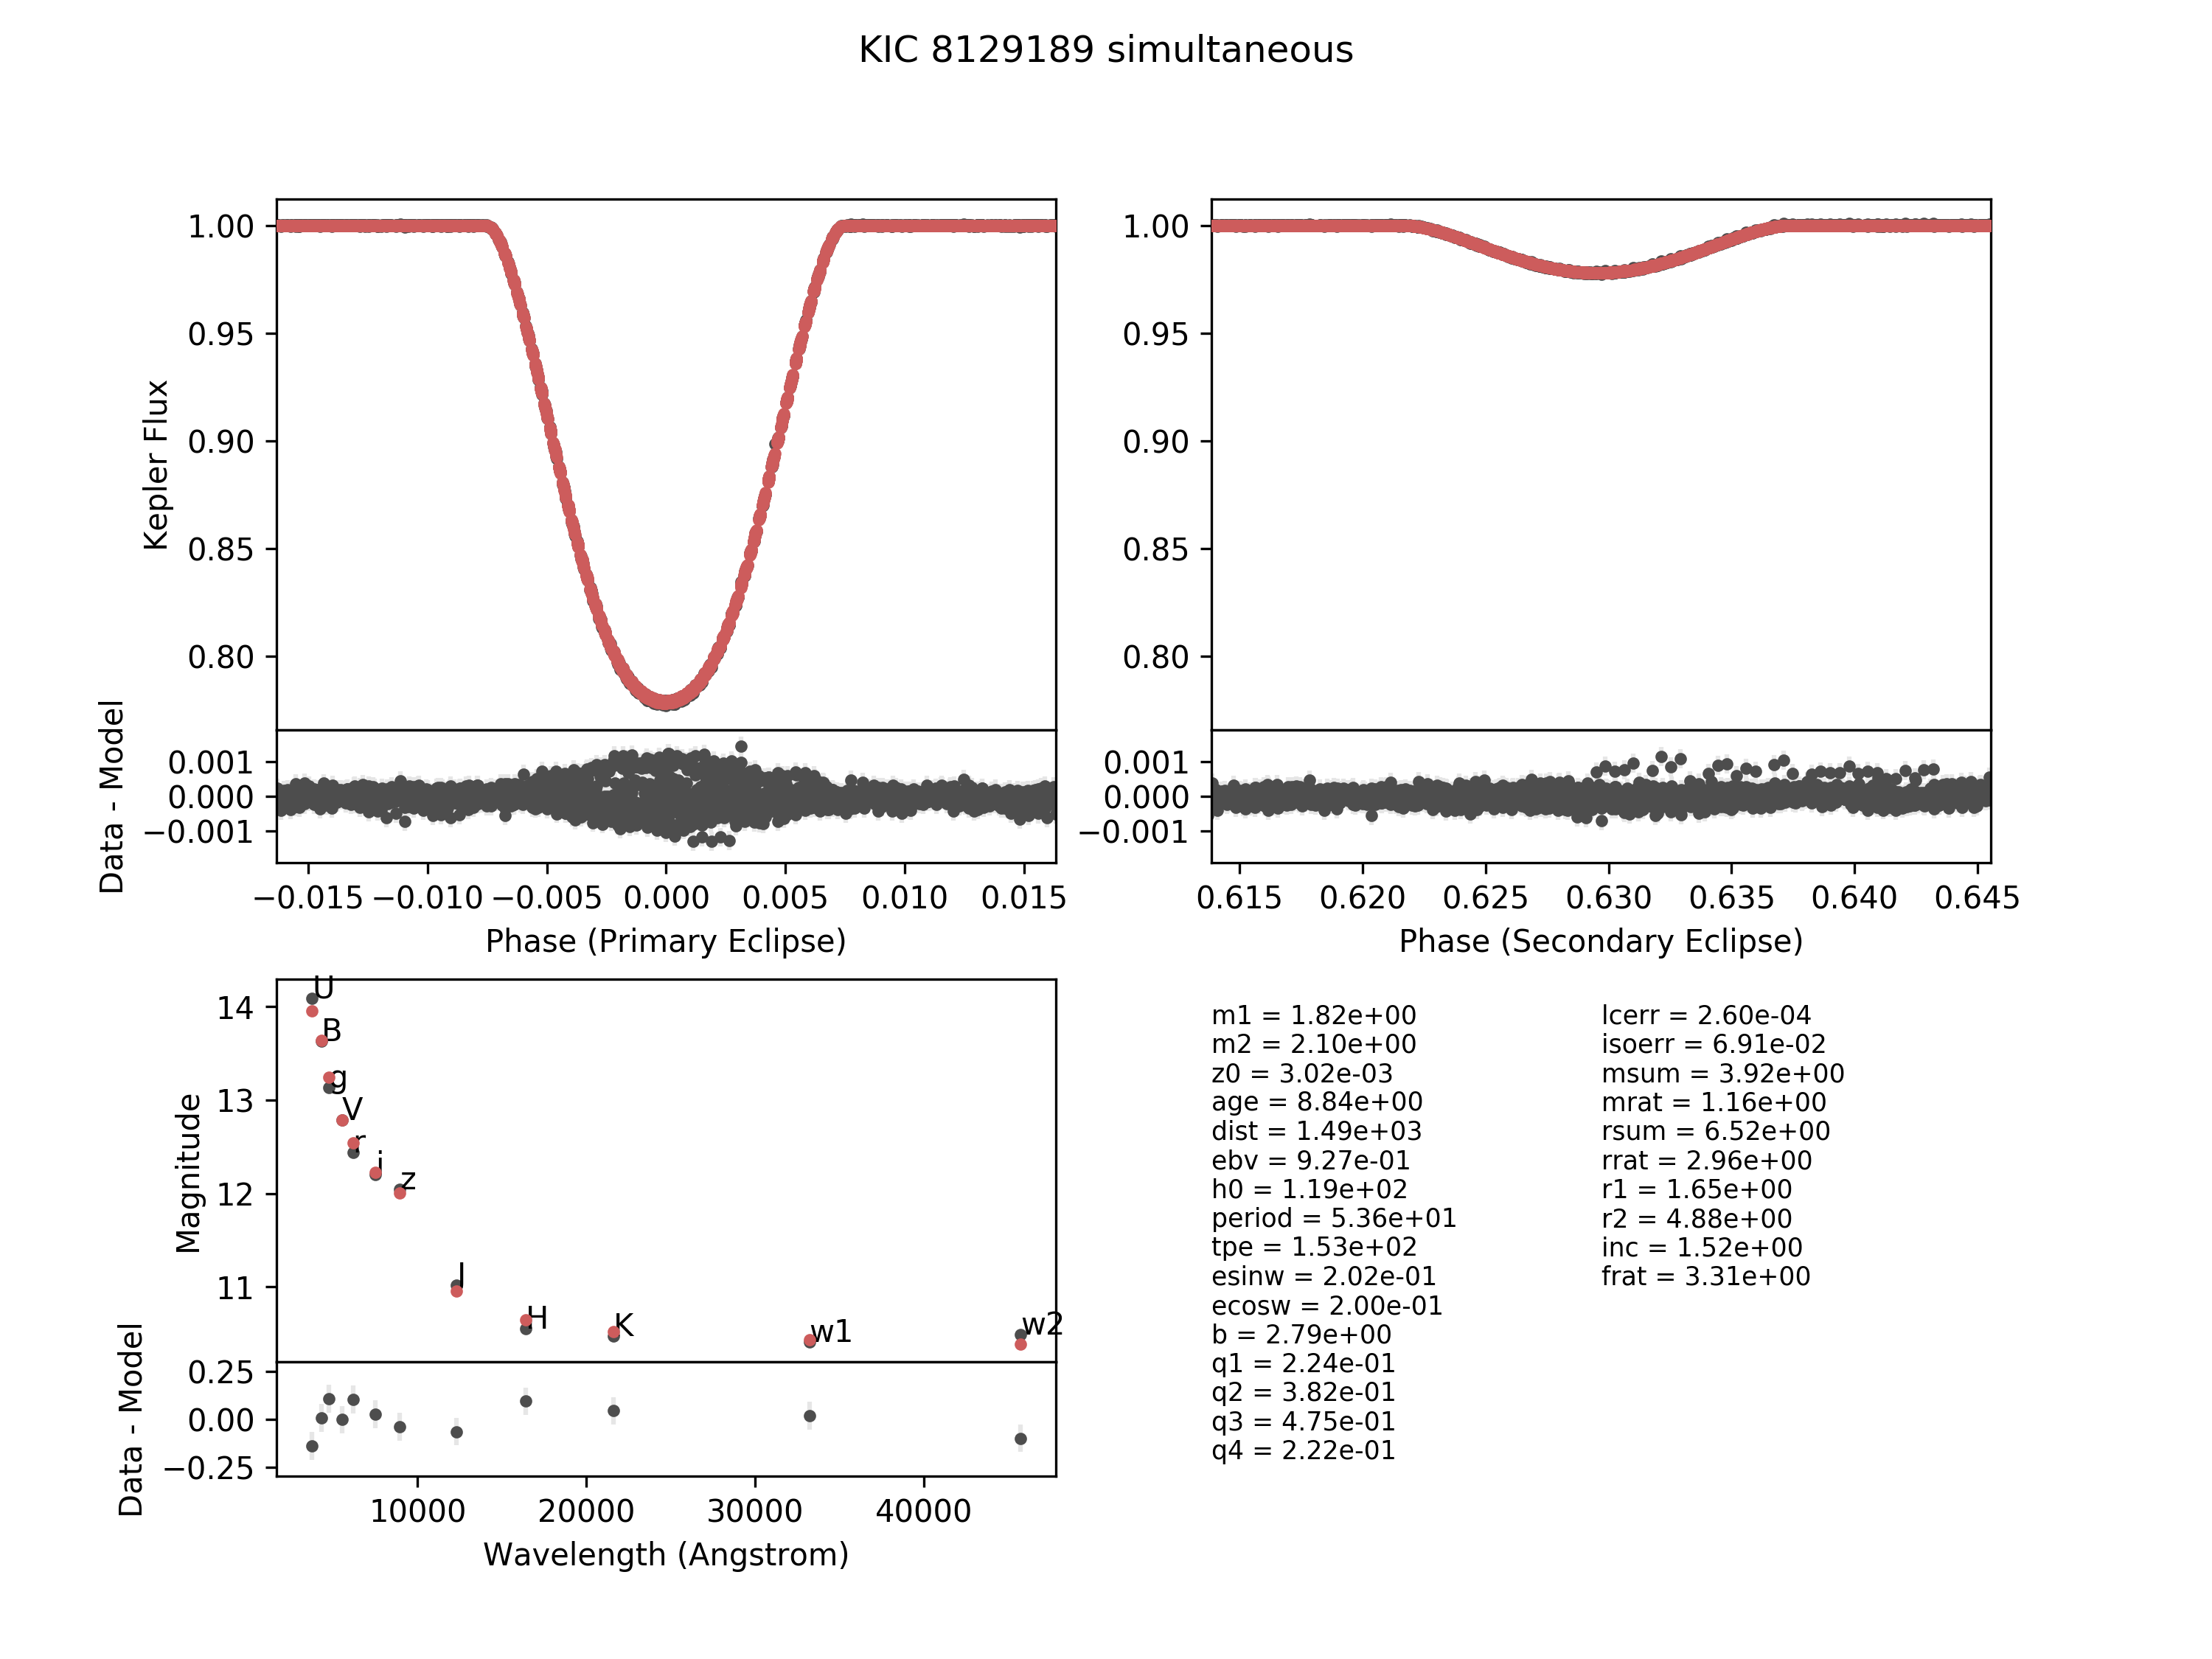 KIC 8129189 simultaneous
Kepler Flux
1.00
0.95
0.90
0.85
0.80
1.00
0.95
0.90
0.85
0.80
Data - Model
0.001
0.000
−0.001
0.001
0.000
−0.001
−0.015 −0.010 −0.005 0.000 0.005 0.010 0.015
Phase (Primary Eclipse)
0.615 0.620 0.625 0.630 0.635 0.640 0.645
Phase (Secondary Eclipse)
Magnitude
14
13
12
11
U
B
g
V
r
i
z
J
H
K
w1
w2
Data - Model
0.25
0.00
−0.25
10000 20000 30000 40000
Wavelength (Angstrom)
m1 = 1.82e+00
m2 = 2.10e+00
z0 = 3.02e-03
age = 8.84e+00
dist = 1.49e+03
ebv = 9.27e-01
h0 = 1.19e+02
period = 5.36e+01
tpe = 1.53e+02
esinw = 2.02e-01
ecosw = 2.00e-01
b = 2.79e+00
q1 = 2.24e-01
q2 = 3.82e-01
q3 = 4.75e-01
q4 = 2.22e-01
lcerr = 2.60e-04
isoerr = 6.91e-02
msum = 3.92e+00
mrat = 1.16e+00
rsum = 6.52e+00
rrat = 2.96e+00
r1 = 1.65e+00
r2 = 4.88e+00
inc = 1.52e+00
frat = 3.31e+00